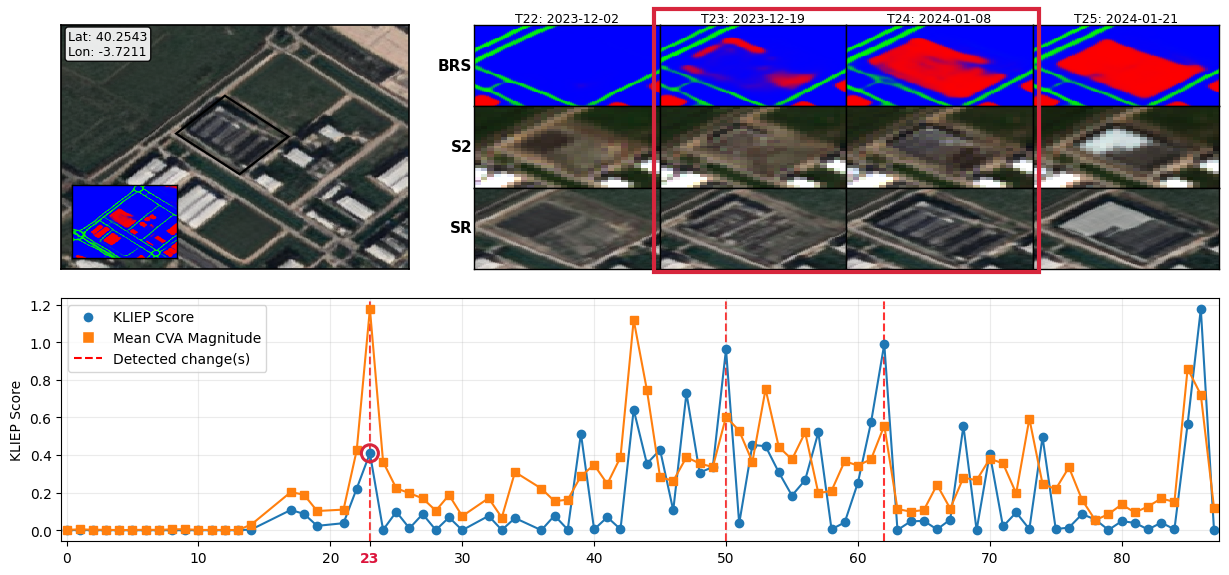 Lat: 40.2543
Lon: -3.7211
T22: 2023-12-02
T23: 2023-12-19
T24: 2024-01-08
T25: 2024-01-21
BRS
S2
SR
KLIEP Score
Mean CVA Magnitude
Detected change(s)
KLIEP Score
1.2
1.0
0.8
0.6
0.4
0.2
0.0
0
10
20
23
30
40
50
60
70
80